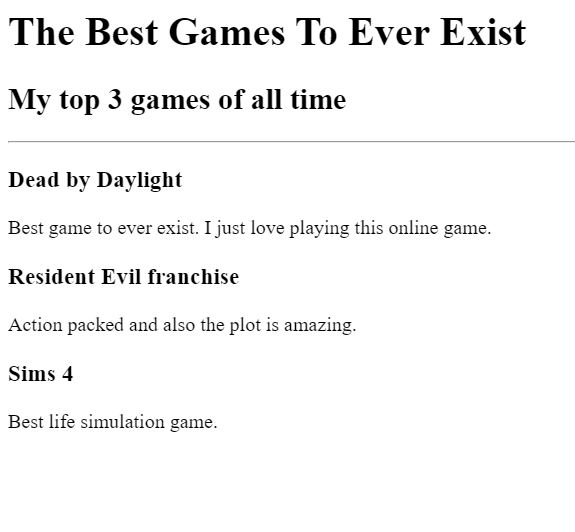 The Best Games To Ever Exist
My top 3 games of all time
Dead by Daylight
Best game to ever exist. I just love playing this online game.
Resident Evil franchise
Action packed and also the plot is amazing.
Sims 4
Best life simulation game.